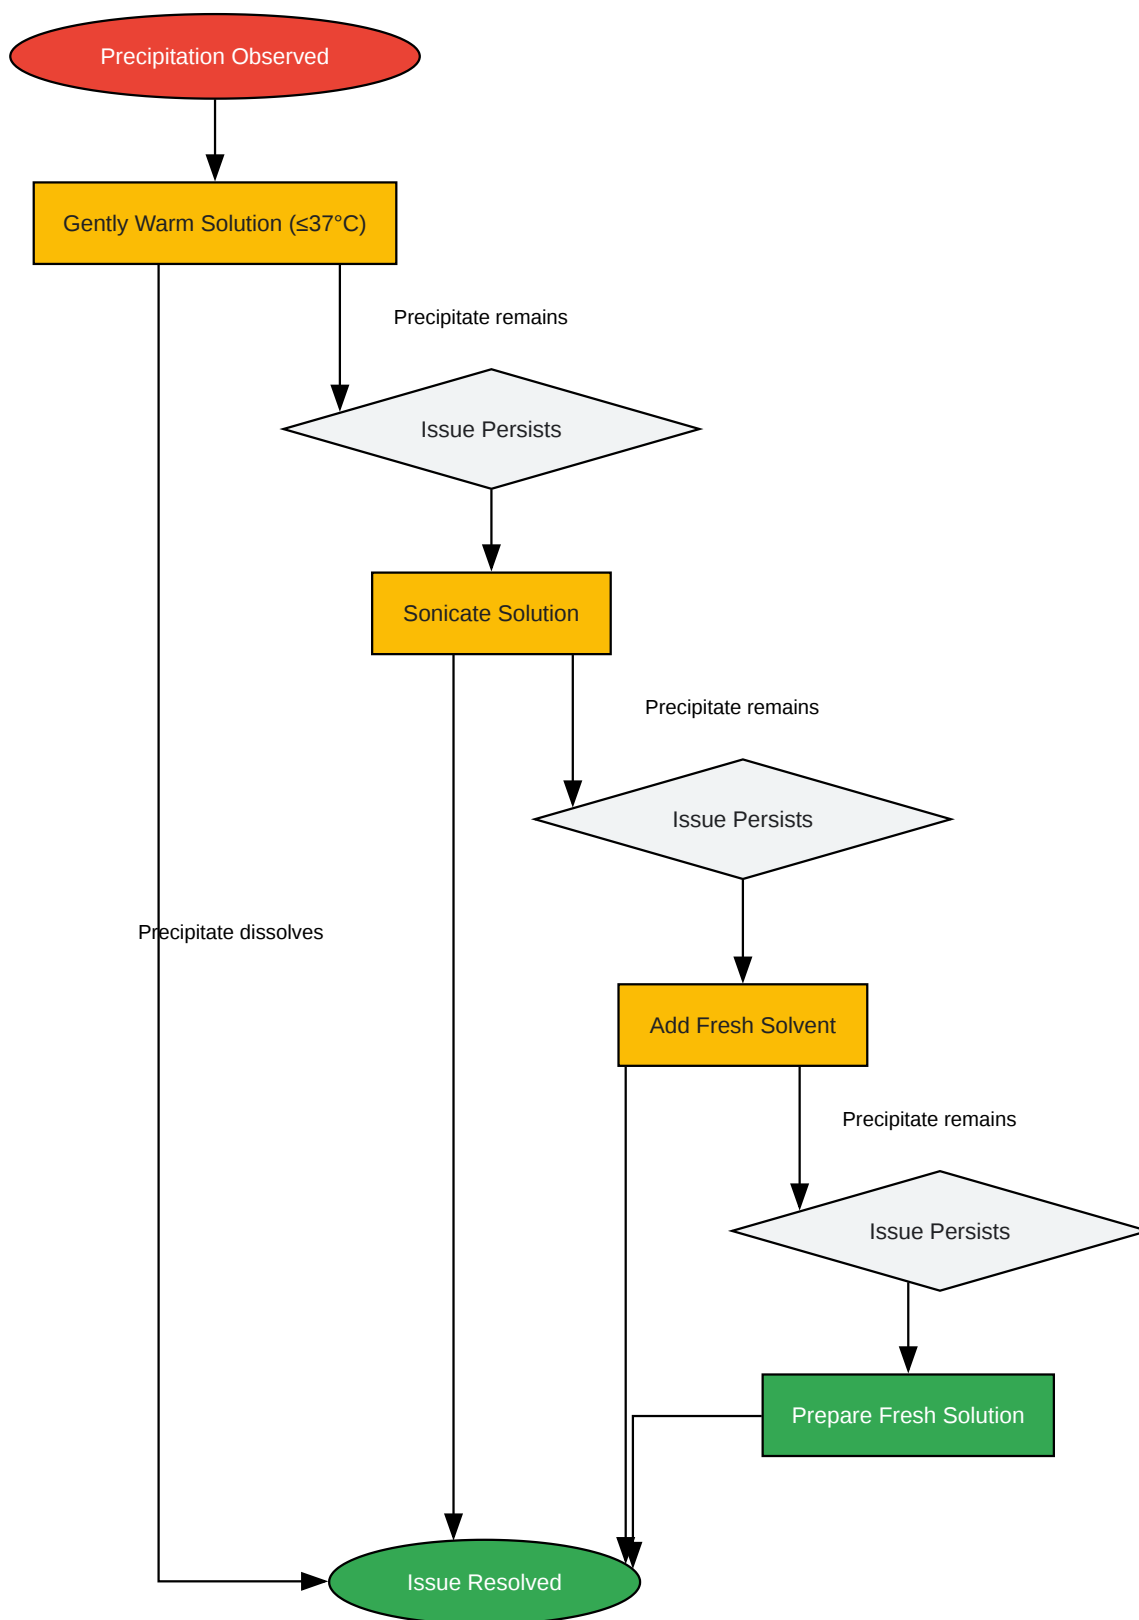 Precipitation Observed
Gently Warm Solution (≤37°C)
Precipitate remains
Issue Persists
Sonicate Solution
Precipitate remains
Issue Persists
Precipitate dissolves
Add Fresh Solvent
Precipitate remains
Issue Persists
Prepare Fresh Solution
Issue Resolved